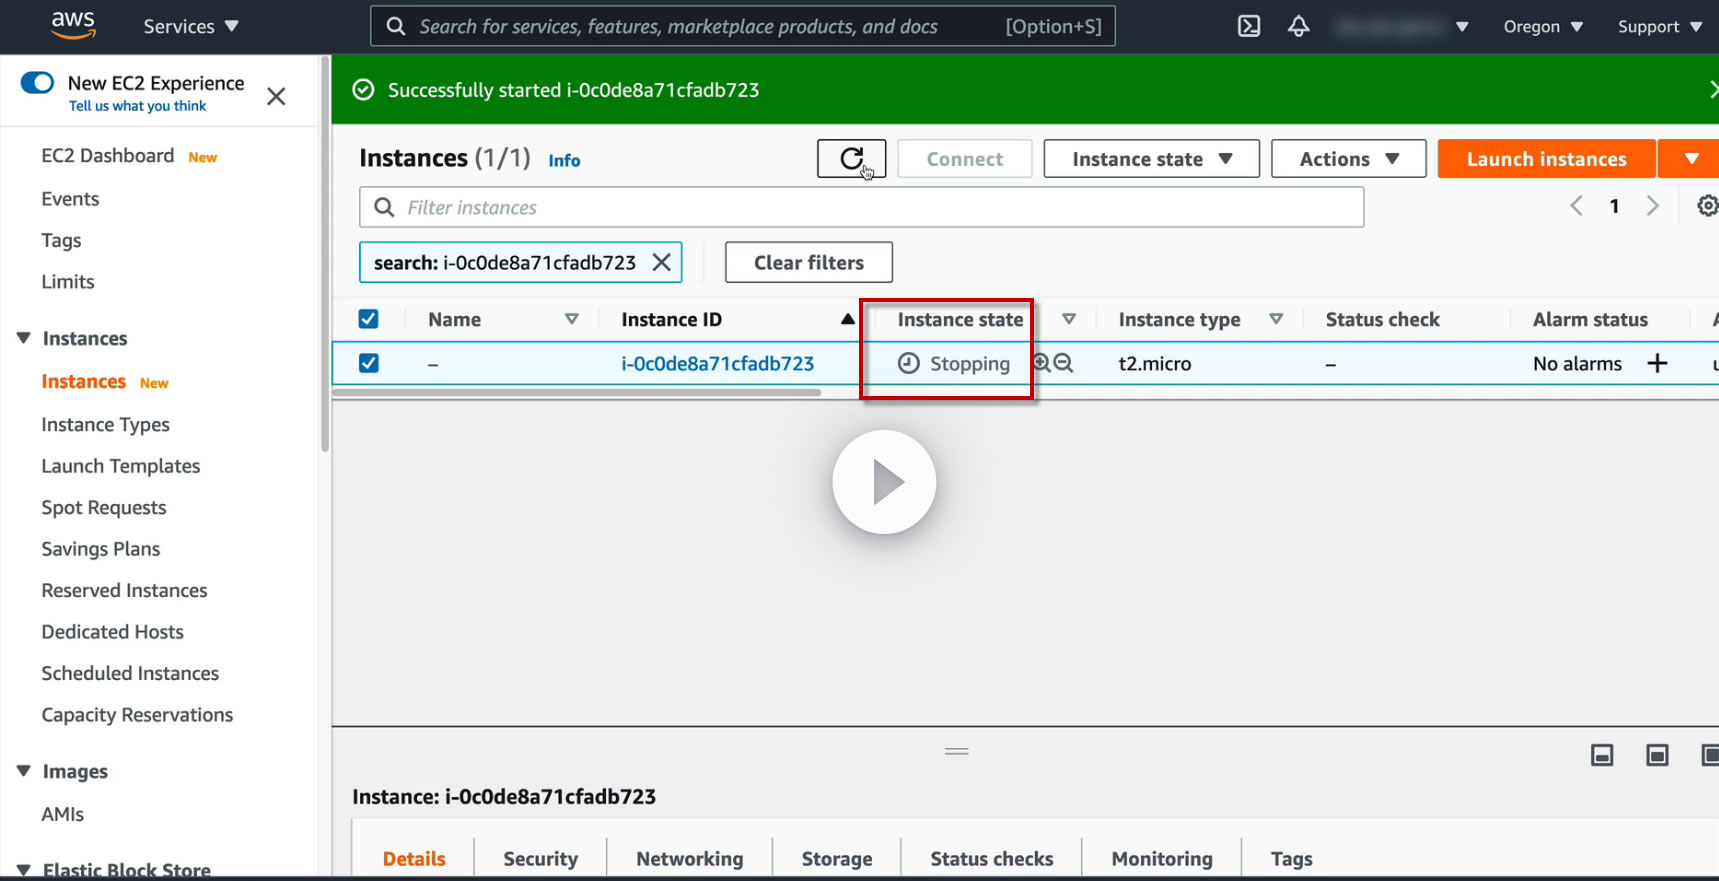 aws
Services
Search for services, features, marketplace products, and docs [Option+S]
Oregon
Support
New EC2 Experience
Tell us what you think
EC2 Dashboard New
Events
Tags
Limits
Instances
Instances New
Instance Types
Launch Templates
Spot Requests
Savings Plans
Reserved Instances
Dedicated Hosts
Scheduled Instances
Capacity Reservations
Images
AMIs
Elastic Block Store
Successfully started i-0c0de8a71cfadb723
Instances (1/1) Info
Connect
Instance state
Actions
Launch instances
Filter instances
1
search: i-0c0de8a71cfadb723
Clear filters
Name Instance ID Instance state Instance type Status check Alarm status
– i-0c0de8a71cfadb723 Stopping t2.micro – No alarms +
Instance: i-0c0de8a71cfadb723
Details Security Networking Storage Status checks Monitoring Tags